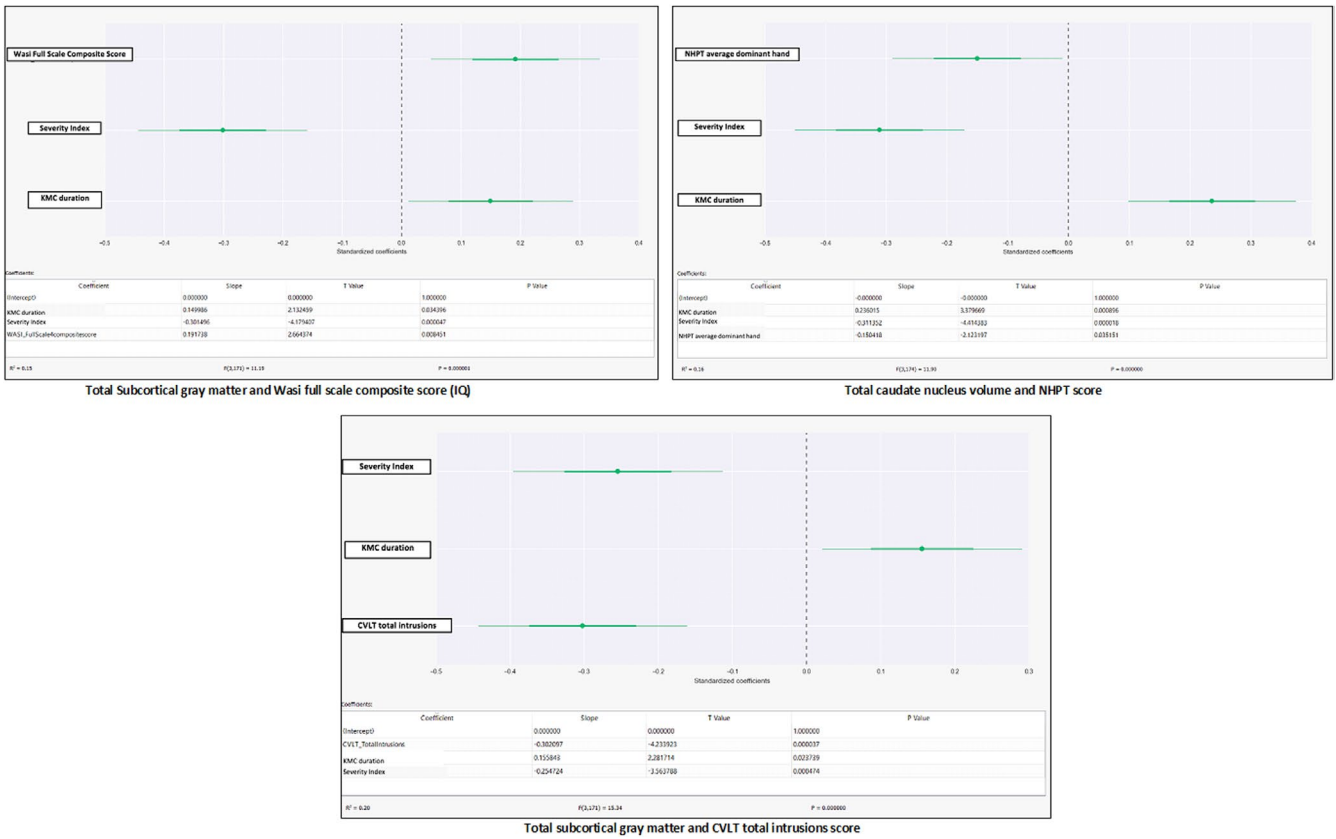 Wasi Full Scale Composite Score
Severity Index
KMC duration
−0.5 −0.4 −0.3 −0.2 −0.1 0.0 0.1 0.2 0.3 0.4
Standardized coefficients
Coefficients:
Coefficient Slope T Value P Value
(Intercept) 0.000000 0.000000 1.000000
KMC duration 0.149986 2.132459 0.034396
Severity Index -0.301496 -4.179407 0.000047
WASI_FullScale4compositescore 0.191738 2.664374 0.008451
R² = 0.15 F(3,171) = 11.19 P = 0.000001
Total Subcortical gray matter and Wasi full scale composite score (IQ)
NHPT average dominant hand
Severity Index
KMC duration
−0.5 −0.4 −0.3 −0.2 −0.1 0.0 0.1 0.2 0.3 0.4
Standardized coefficients
Coefficients:
Coefficient Slope T Value P Value
(Intercept) -0.000000 -0.000000 1.000000
KMC duration 0.236015 3.379669 0.000896
Severity Index -0.311352 -4.414383 0.000018
NHPT average dominant hand -0.150418 -2.123197 0.035151
R² = 0.16 F(3,174) = 11.90 P = 0.000000
Total caudate nucleus volume and NHPT score
Severity Index
KMC duration
CVLT total intrusions
−0.5 −0.4 −0.3 −0.2 −0.1 0.0 0.1 0.2 0.3
Standardized coefficients
Coefficients:
Coefficient Slope T Value P Value
(Intercept) 0.000000 0.000000 1.000000
CVLT_TotalIntrusions -0.302097 -4.233923 0.000037
KMC duration 0.155843 2.281714 0.023739
Severity Index -0.254724 -3.563788 0.000474
R² = 0.20 F(3,171) = 15.34 P = 0.000000
Total subcortical gray matter and CVLT total intrusions score